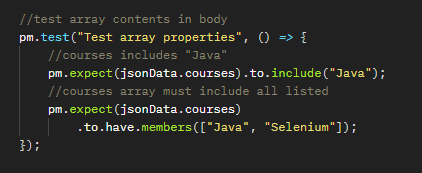 //test array contents in body
pm.test("Test array properties", () => {
//courses includes "Java"
pm.expect(jsonData.courses).to.include("Java");
//courses array must include all listed
pm.expect(jsonData.courses)
.to.have.members(["Java", "Selenium"]);
});